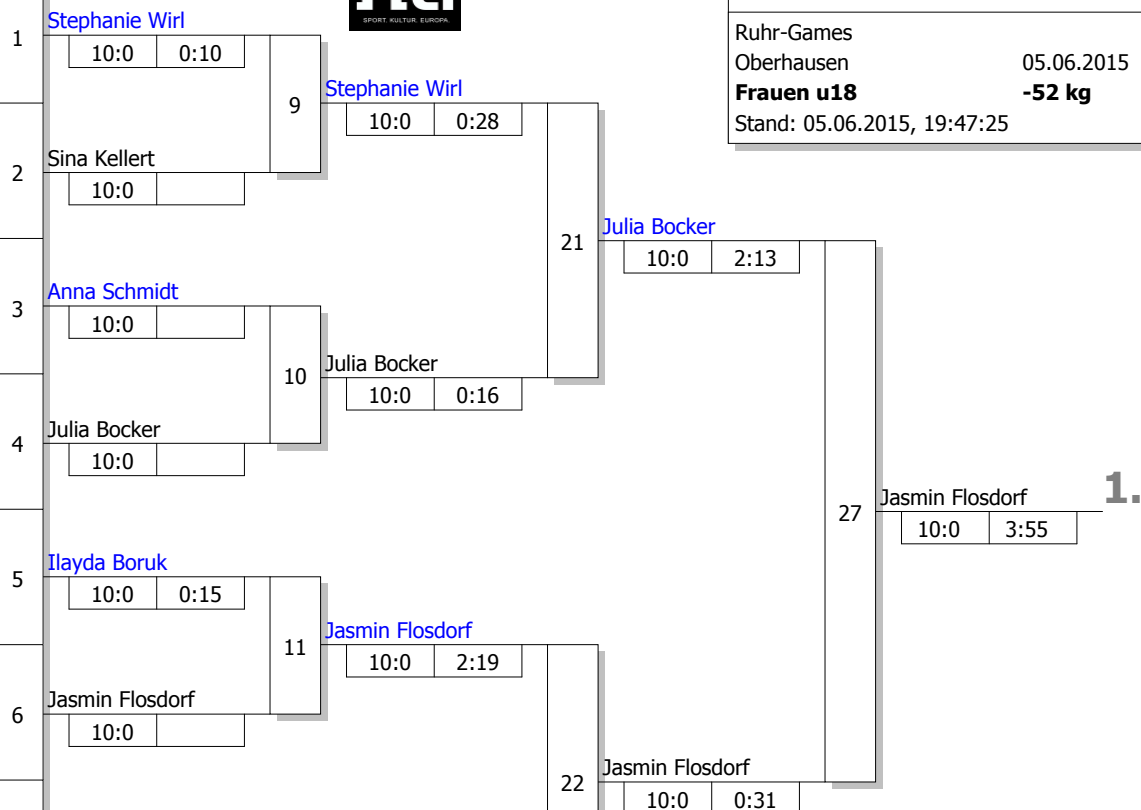 SPORT. KULTUR. EUROPA.
Ruhr-Games
Oberhausen 05.06.2015
Frauen u18 -52 kg
Stand: 05.06.2015, 19:47:25
1
Stephanie Wirl
10:0 0:10
9
Stephanie Wirl
10:0 0:28
2
Sina Kellert
10:0
21
Julia Bocker
10:0 2:13
3
Anna Schmidt
10:0
10
Julia Bocker
10:0 0:16
4
Julia Bocker
10:0
27
Jasmin Flosdorf 1.
10:0 3:55
5
Ilayda Boruk
10:0 0:15
11
Jasmin Flosdorf
10:0 2:19
6
Jasmin Flosdorf
10:0
22
Jasmin Flosdorf
10:0 0:31